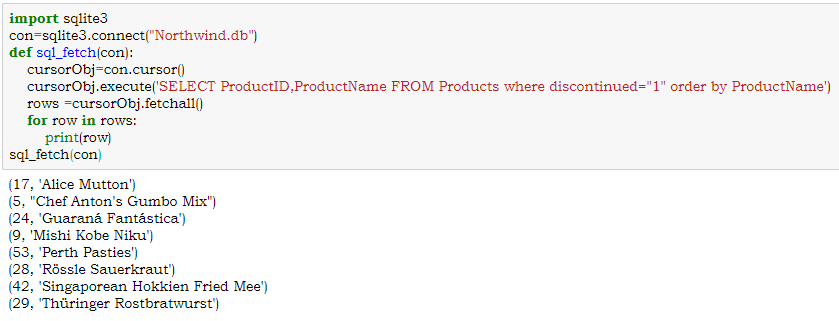 import sqlite3
con=sqlite3.connect("Northwind.db")
def sql_fetch(con):
    cursorObj=con.cursor()
    cursorObj.execute('SELECT ProductID,ProductName FROM Products where discontinued="1" order by ProductName')
    rows =cursorObj.fetchall()
    for row in rows:
        print(row)
sql_fetch(con)
(17, 'Alice Mutton')
(5, "Chef Anton's Gumbo Mix")
(24, 'Guaraná Fantástica')
(9, 'Mishi Kobe Niku')
(53, 'Perth Pasties')
(28, 'Rössle Sauerkraut')
(42, 'Singaporean Hokkien Fried Mee')
(29, 'Thüringer Rostbratwurst')